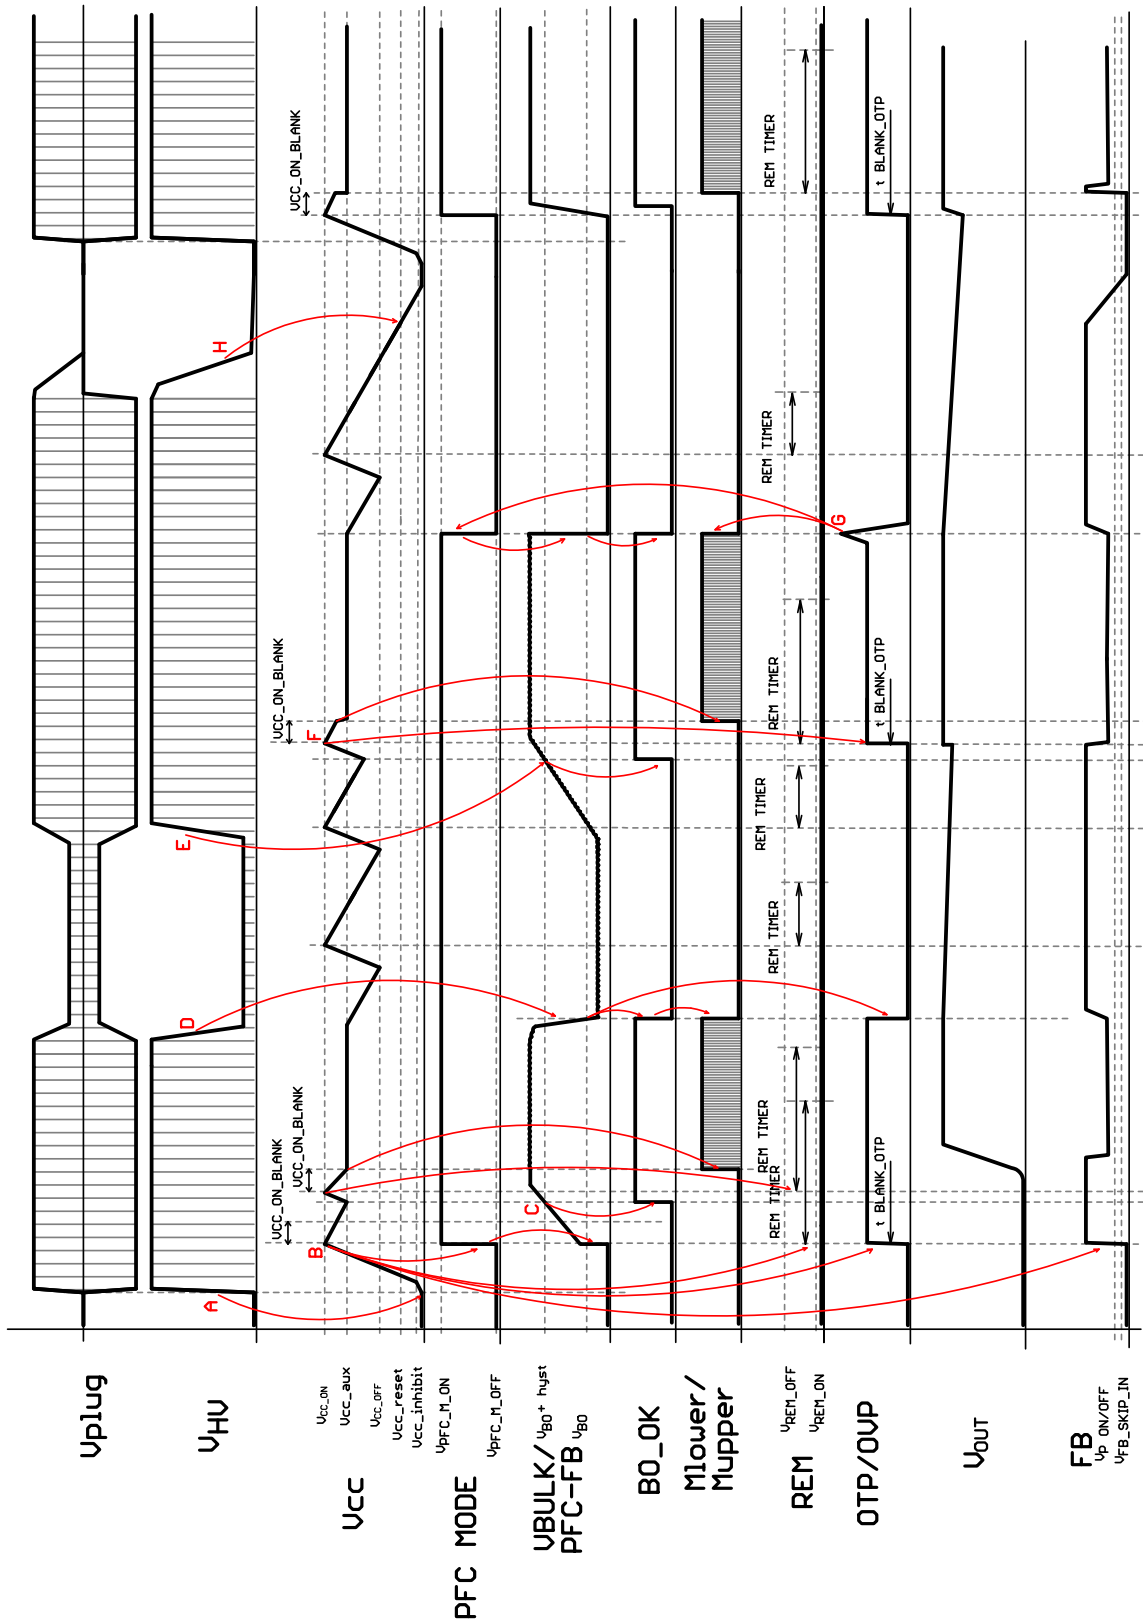 Vplug
VHV
VCC_ON
Vcc_aux
VCC_OFF
Vcc_reset
Vcc_inhibit
Vcc
VPFC_M_ON
VPFC_M_OFF
PFC MODE
VBULK/
PFC-FB
VBO+ hyst
VBO
BO_OK
Mlower/
Mupper
VREM_OFF
VREM_ON
REM
OTP/OVP
VOUT
FB
VP ON/OFF
VFB_SKIP_IN
A
B
C
D
E
F
G
H
VCC_ON_BLANK
VCC_ON_BLANK
VCC_ON_BLANK
VCC_ON_BLANK
REM TIMER
REM TIMER
REM TIMER
REM TIMER
REM TIMER
REM TIMER
REM TIMER
t BLANK_OTP
t BLANK_OTP
t BLANK_OTP